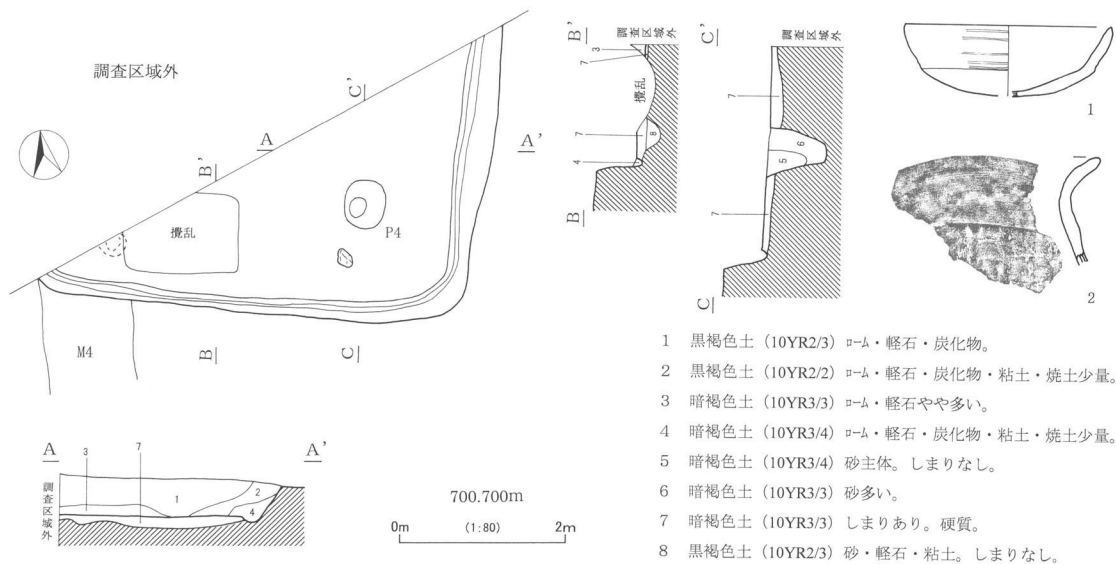 調査区域外
C'
A
A'
B'
攪乱
P4
M4
B
C
B'
調査区域外
3
7
攪乱
7
8
4
B
C'
調査区域外
7
6
5
7
C
1
2
1 黒褐色土（10YR2/3）ﾛｰﾑ・軽石・炭化物。
2 黒褐色土（10YR2/2）ﾛｰﾑ・軽石・炭化物・粘土・焼土少量。
3 暗褐色土（10YR3/3）ﾛｰﾑ・軽石やや多い。
4 暗褐色土（10YR3/4）ﾛｰﾑ・軽石・炭化物・粘土・焼土少量。
5 暗褐色土（10YR3/4）砂主体。しまりなし。
6 暗褐色土（10YR3/3）砂多い。
7 暗褐色土（10YR3/3）しまりあり。硬質。
8 黒褐色土（10YR2/3）砂・軽石・粘土。しまりなし。
A
3
7
A'
調査区域外
1
2
4
700.700m
0m (1:80) 2m